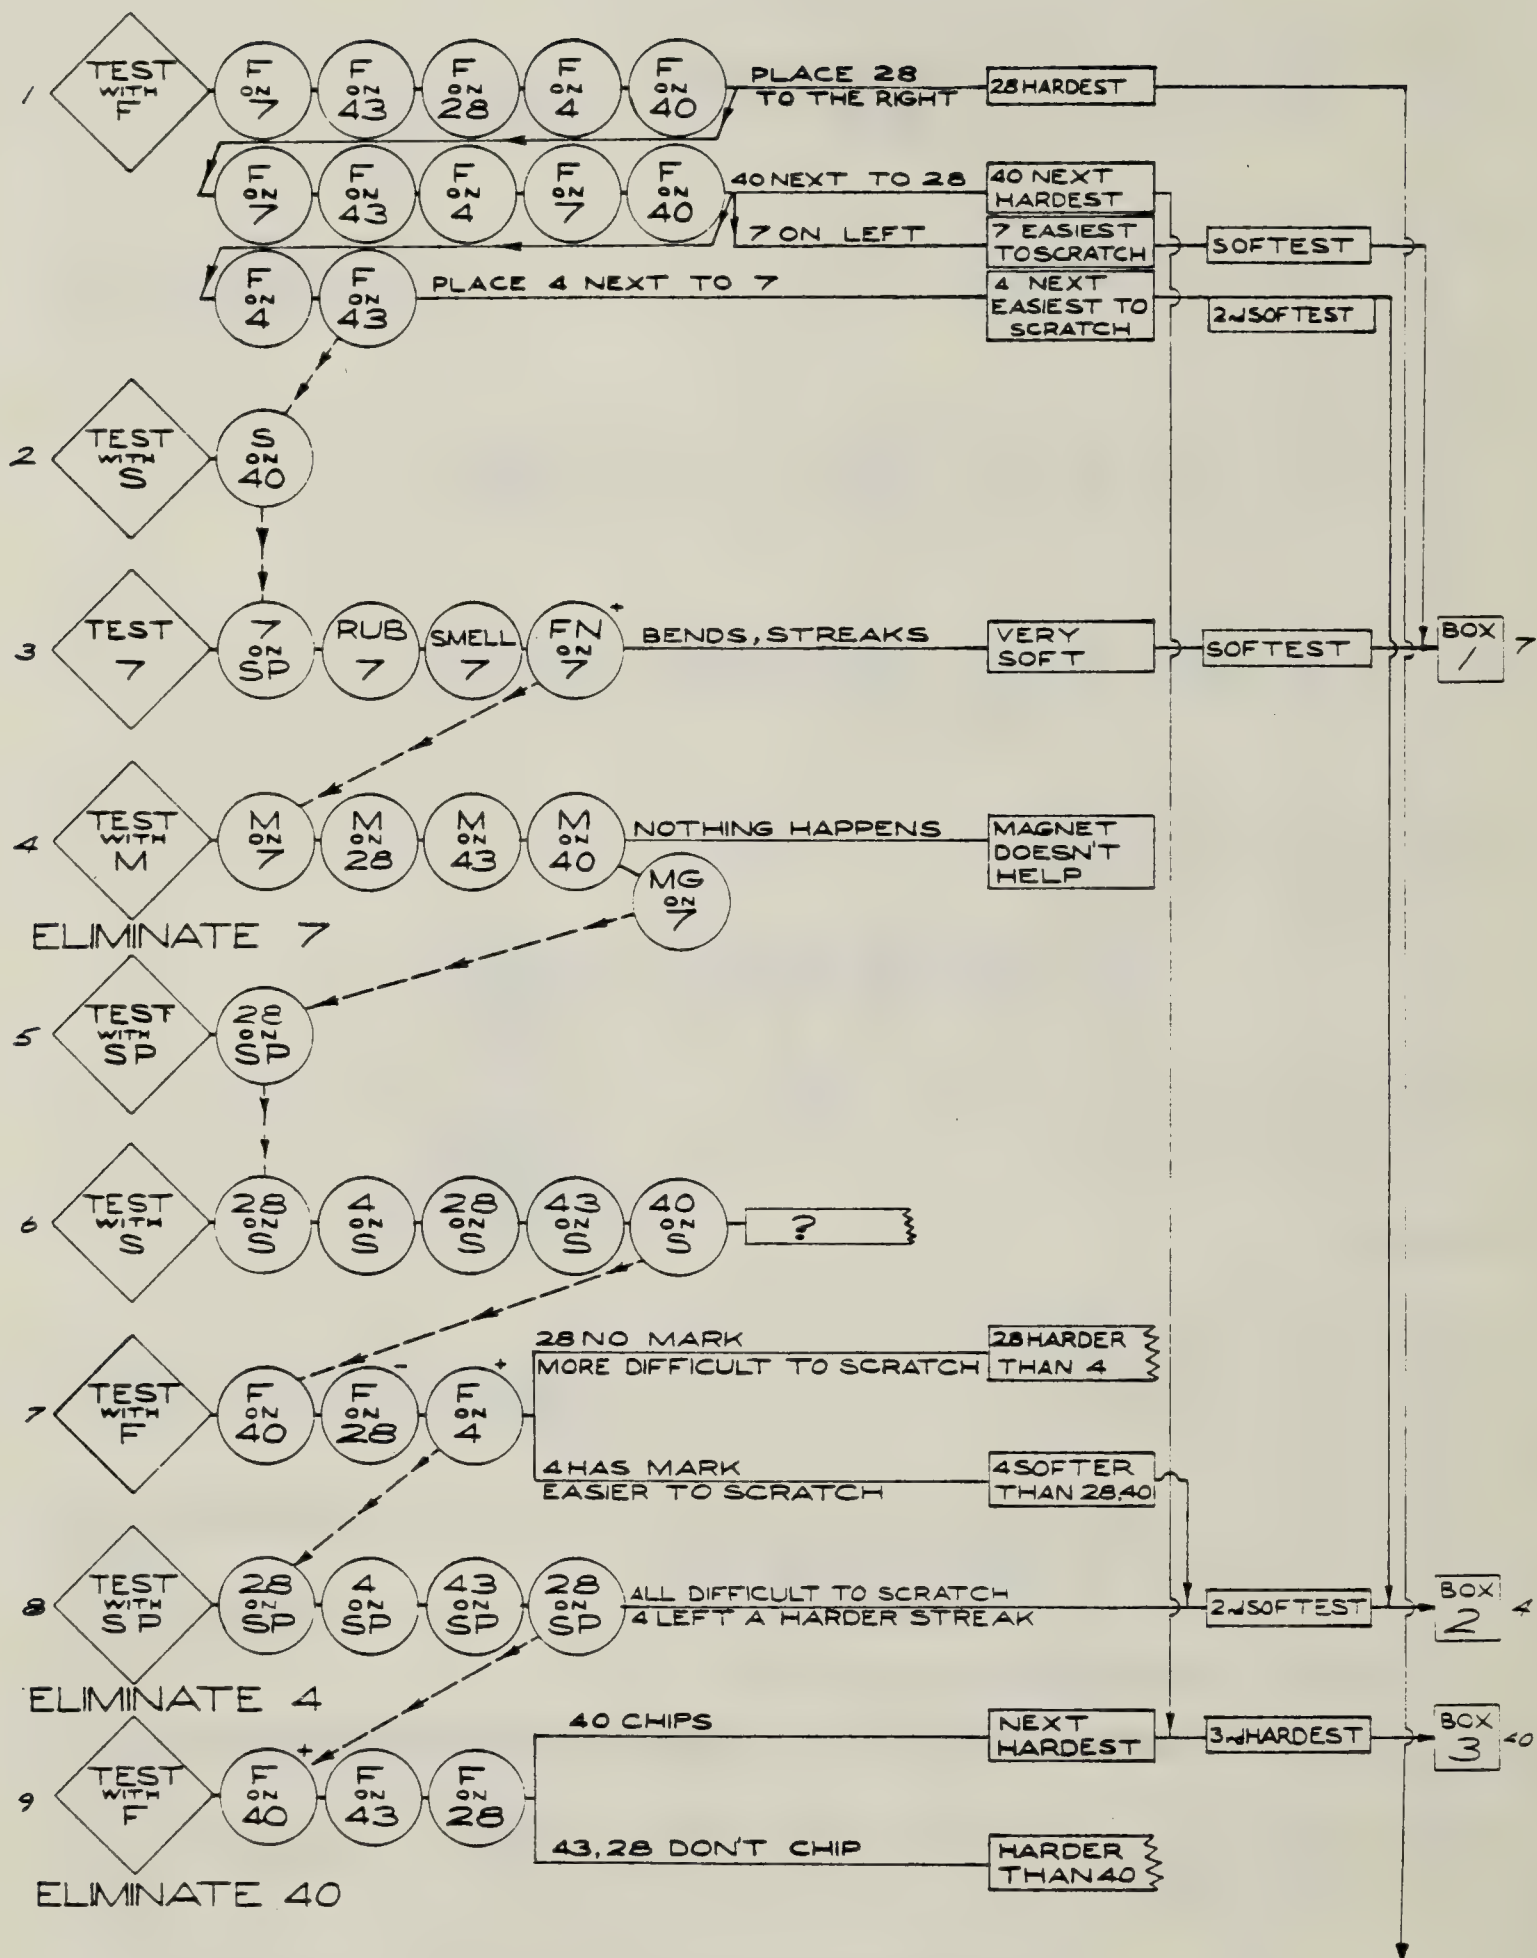 1
TEST
WITH
F
F
ON
7
F
ON
43
F
ON
28
F
ON
4
F
ON
40
PLACE 28
TO THE RIGHT
28 HARDEST
F
ON
7
F
ON
43
F
ON
4
F
ON
7
F
ON
40
40 NEXT TO 28
40 NEXT
HARDEST
7 ON LEFT
7 EASIEST
TO SCRATCH
SOFTEST
F
ON
4
F
ON
43
PLACE 4 NEXT TO 7
4 NEXT
EASIEST TO
SCRATCH
2nd SOFTEST
2
TEST
WITH
S
S
ON
40
3
TEST
7
7
ON
SP
RUB
7
SMELL
7
FN
ON
7
+
BENDS, STREAKS
VERY
SOFT
SOFTEST
BOX
1
7
4
TEST
WITH
M
M
ON
7
M
ON
28
M
ON
43
M
ON
40
NOTHING HAPPENS
MAGNET
DOESN'T
HELP
MG
ON
7
ELIMINATE 7
5
TEST
WITH
SP
28
ON
SP
6
TEST
WITH
S
28
ON
S
4
ON
S
28
ON
S
43
ON
S
40
ON
S
?
7
TEST
WITH
F
F
ON
40
F
ON
28
-
F
ON
4
+
28 NO MARK
MORE DIFFICULT TO SCRATCH
28 HARDER
THAN 4
4 HAS MARK
EASIER TO SCRATCH
4 SOFTER
THAN 28,40
8
TEST
WITH
SP
28
ON
SP
4
ON
SP
43
ON
SP
28
ON
SP
ALL DIFFICULT TO SCRATCH
4 LEFT A HARDER STREAK
2nd SOFTEST
BOX
2
4
ELIMINATE 4
9
TEST
WITH
F
F
ON
40
+
F
ON
43
F
ON
28
40 CHIPS
NEXT
HARDEST
3rd HARDEST
BOX
3
40
43,28 DON'T CHIP
HARDER
THAN 40
ELIMINATE 40